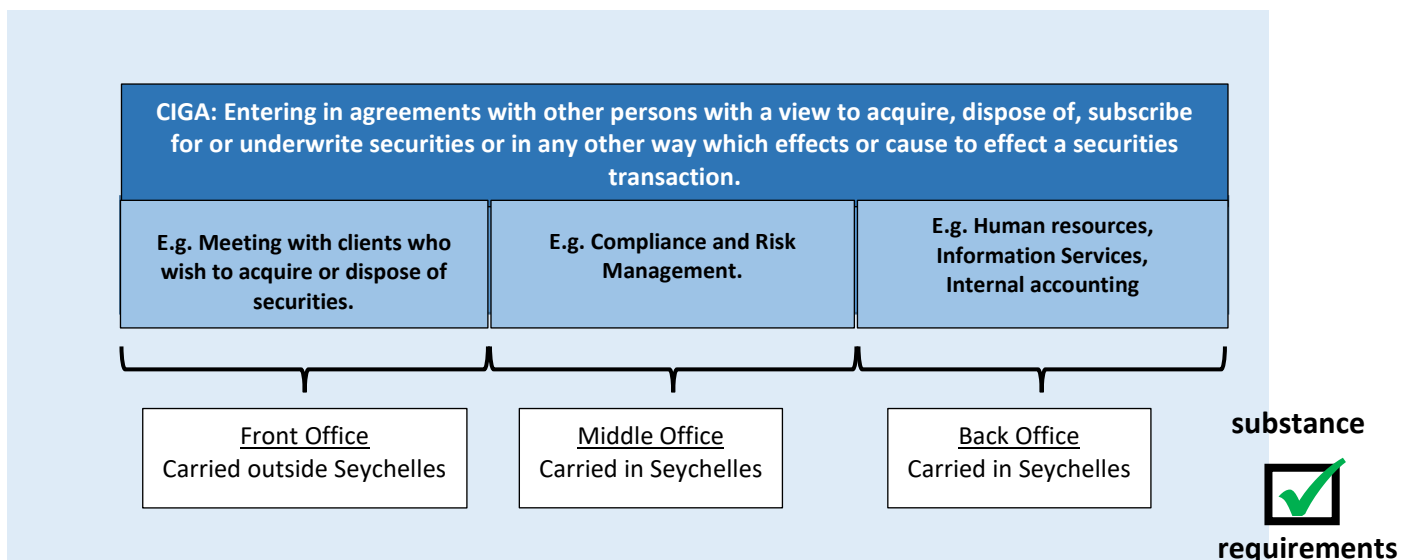 CIGA: Entering in agreements with other persons with a view to acquire, dispose of, subscribe
for or underwrite securities or in any other way which effects or cause to effect a securities
transaction.
E.g. Meeting with clients who
wish to acquire or dispose of
securities.
E.g. Compliance and Risk
Management.
E.g. Human resources,
Information Services,
Internal accounting
Front Office
Carried outside Seychelles
Middle Office
Carried in Seychelles
Back Office
Carried in Seychelles
substance
requirements